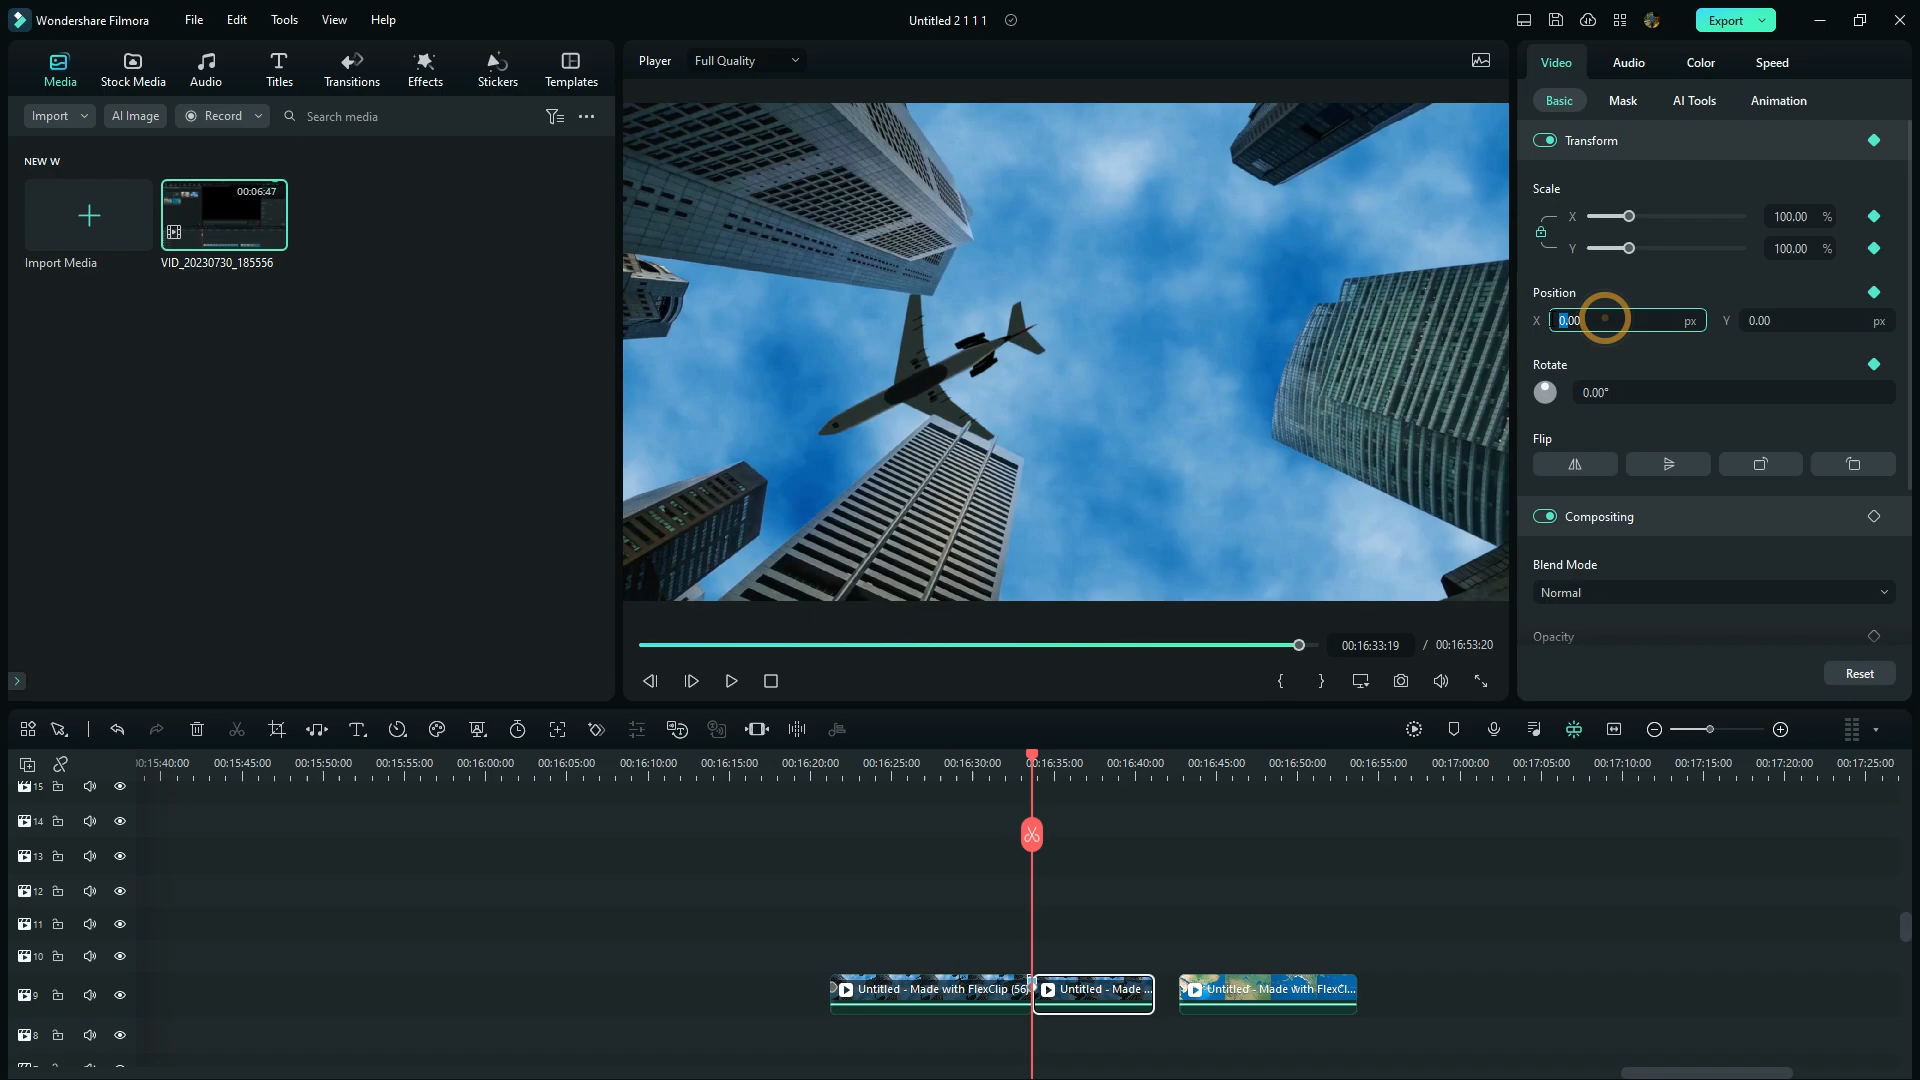 Wondershare Filmora
File
Edit
Tools
View
Help
Untitled 2 1 1 1
Export
Media
Stock Media
Audio
Titles
Transitions
Effects
Stickers
Templates
Player
Full Quality
Video
Audio
Color
Speed
Import
AI Image
Record
Search media
Basic
Mask
AI Tools
Animation
NEW W
Import Media
00:06:47
VID_20230730_185556
Transform
Scale
X
100.00 %
Y
100.00 %
Position
X
0.00
px
Y
0.00
px
Rotate
0.00°
Flip
Compositing
Blend Mode
Normal
Opacity
Reset
00:16:33:19 / 00:16:53:20
00:15:45:00
00:15:50:00
00:15:55:00
00:16:00:00
00:16:05:00
00:16:10:00
00:16:15:00
00:16:20:00
00:16:25:00
00:16:30:00
00:16:35:00
00:16:40:00
00:16:45:00
00:16:50:00
00:16:55:00
00:17:00:00
00:17:05:00
00:17:10:00
00:17:15:00
00:17:20:00
00:17:25:00
15
14
13
12
11
10
9
Untitled - Made with FlexClip (56)
Untitled - Made ...
Untitled - Made with FlexCl...
8